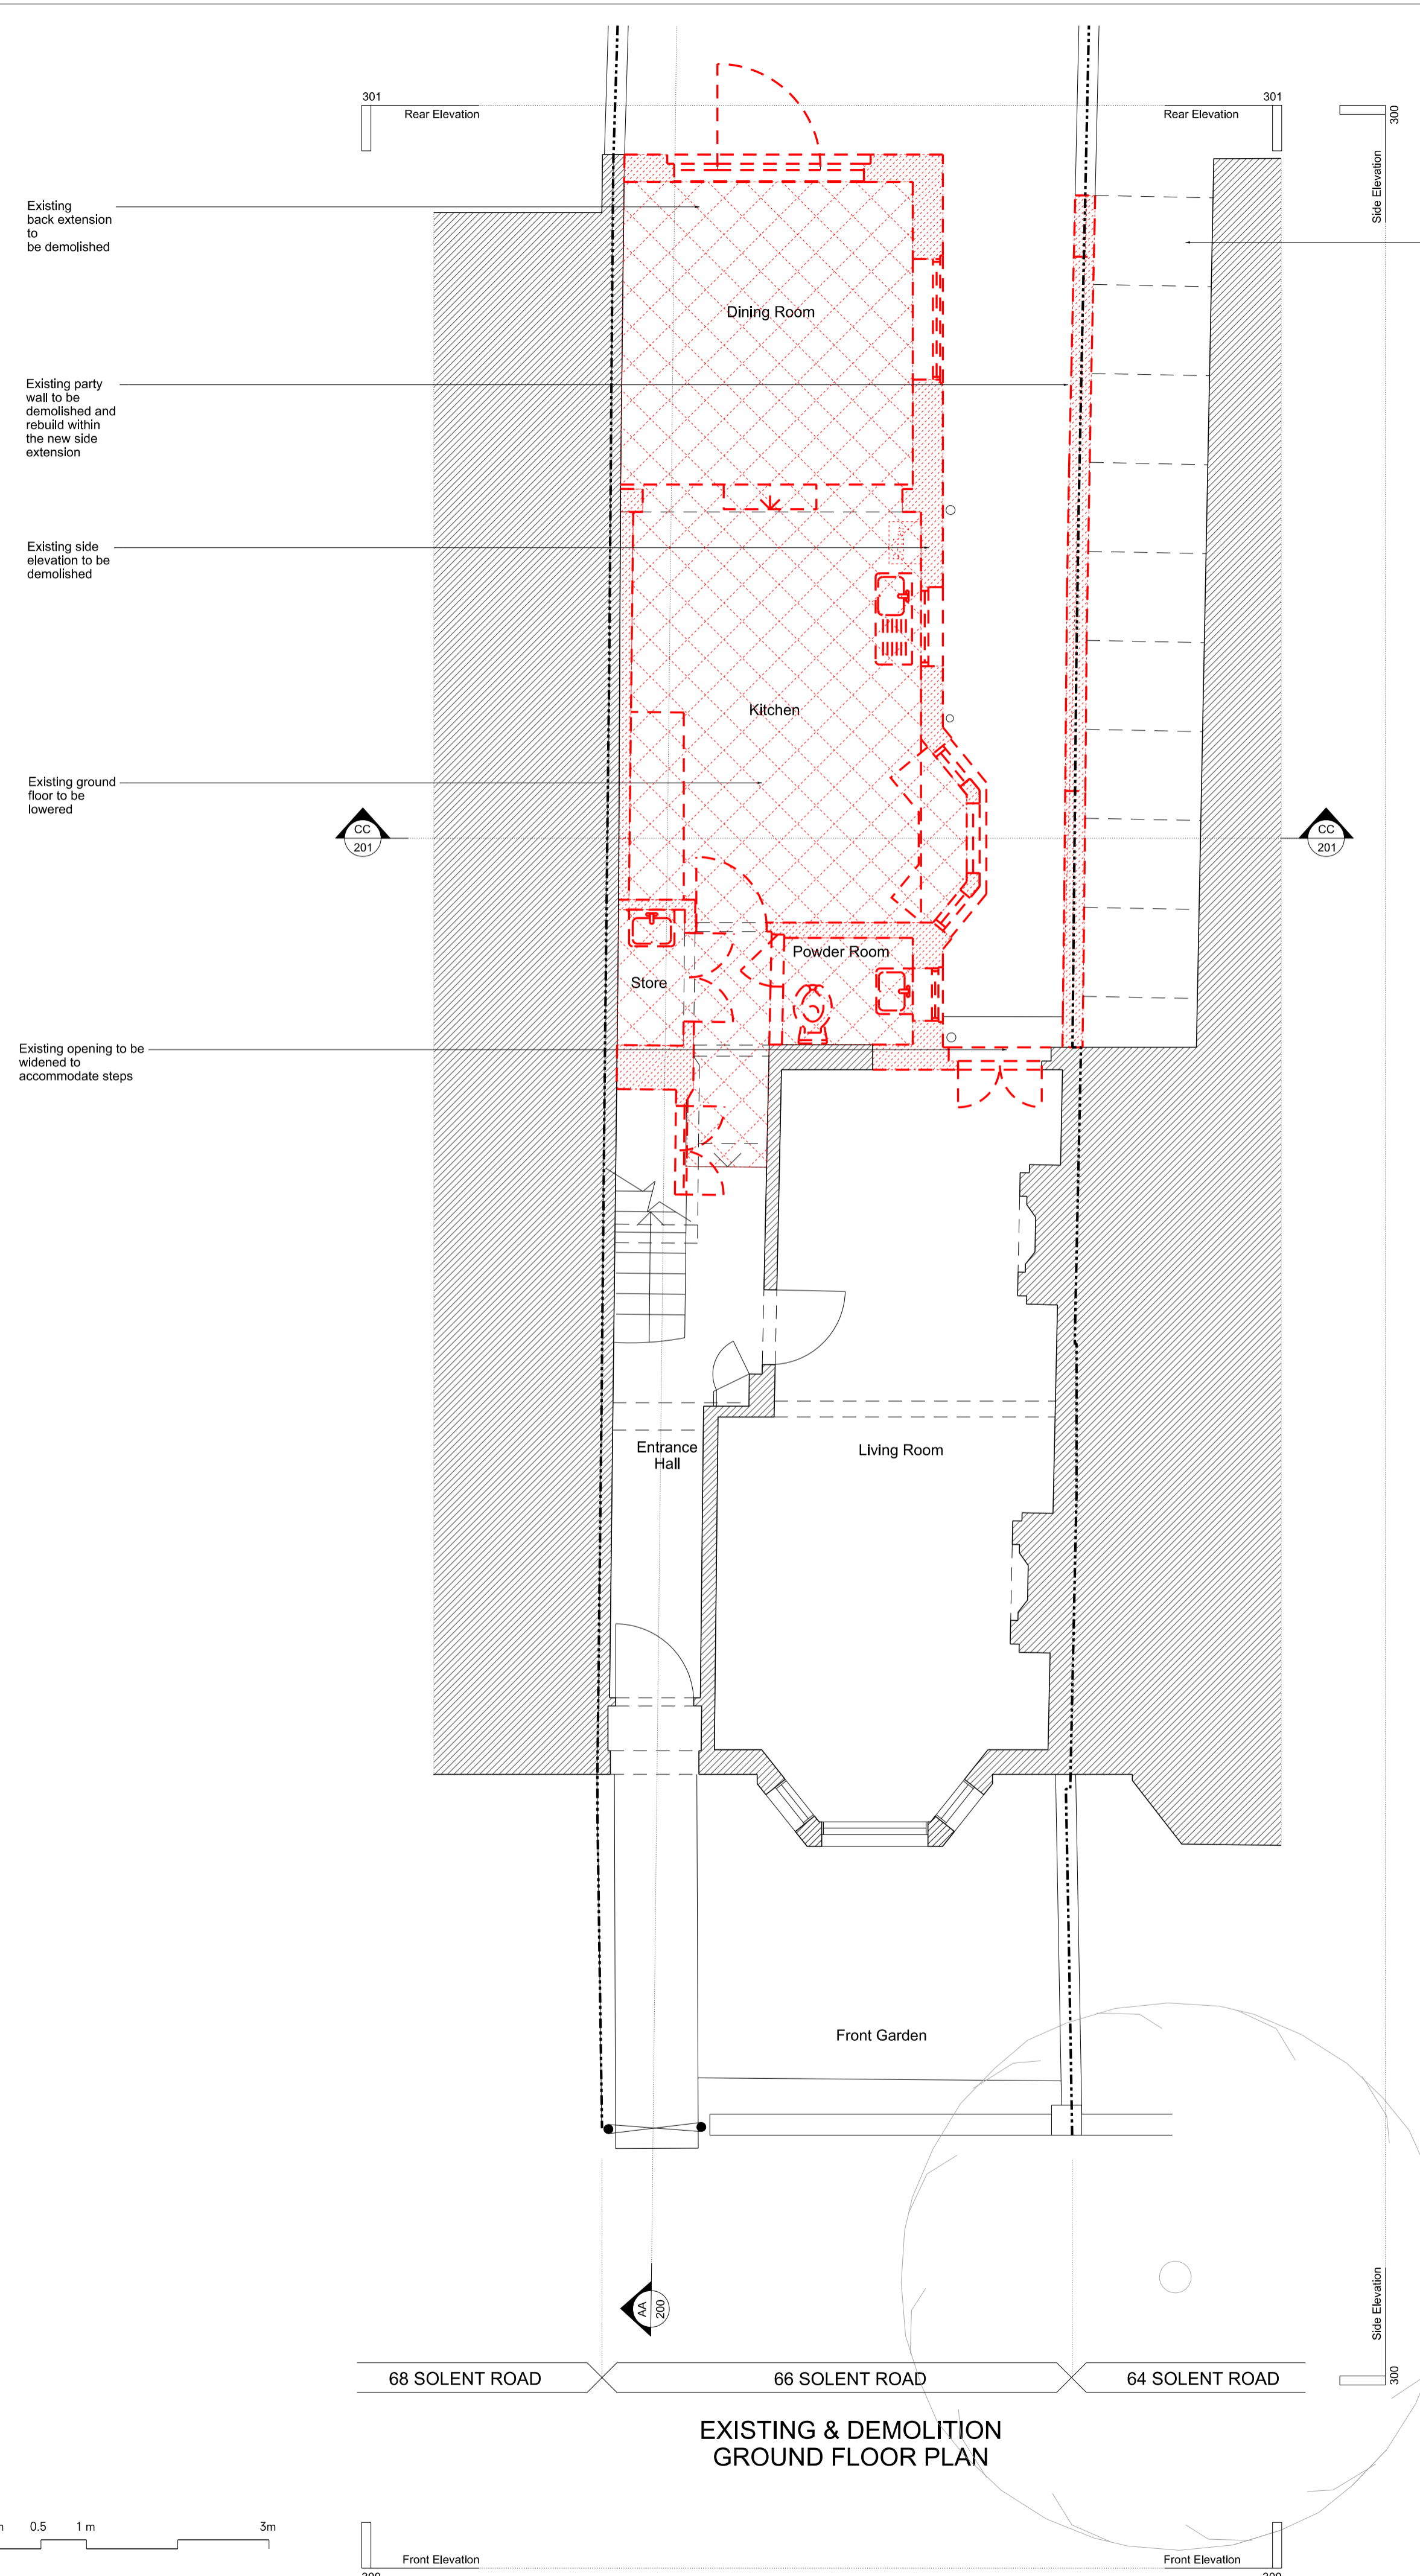 301
Rear Elevation
301
Rear Elevation
300
Side Elevation
Existing
back extension
to
be demolished
Dining Room
Existing party
wall to be
demolished and
rebuild within
the new side
extension
Existing side
elevation to be
demolished
Kitchen
Existing ground
floor to be
lowered
CC
201
CC
201
Powder Room
Store
Existing opening to be
widened to
accommodate steps
Entrance
Hall
Living Room
Front Garden
AA
200
Side Elevation
300
68 SOLENT ROAD
66 SOLENT ROAD
64 SOLENT ROAD
EXISTING & DEMOLITION
GROUND FLOOR PLAN
0.5
1 m
3m
Front Elevation
Front Elevation